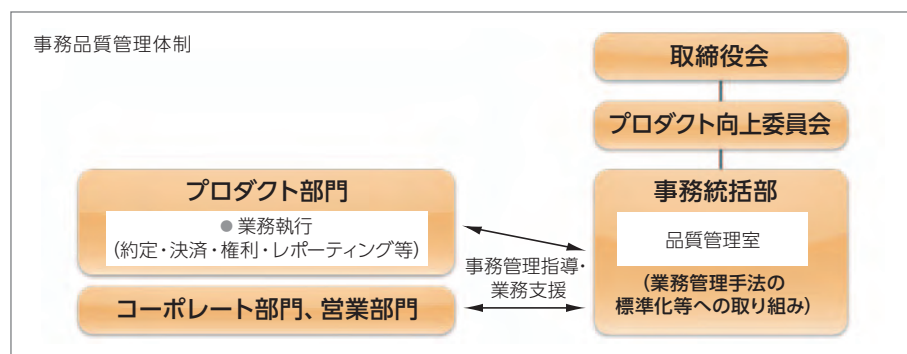 事務品質管理体制
取締役会
プロダクト向上委員会
プロダクト部門
●業務執行
(約定・決済・権利・レポーティング等)
事務統括部
品質管理室
(業務管理手法の
標準化等への取り組み)
事務管理指導・
業務支援
コーポレート部門、営業部門